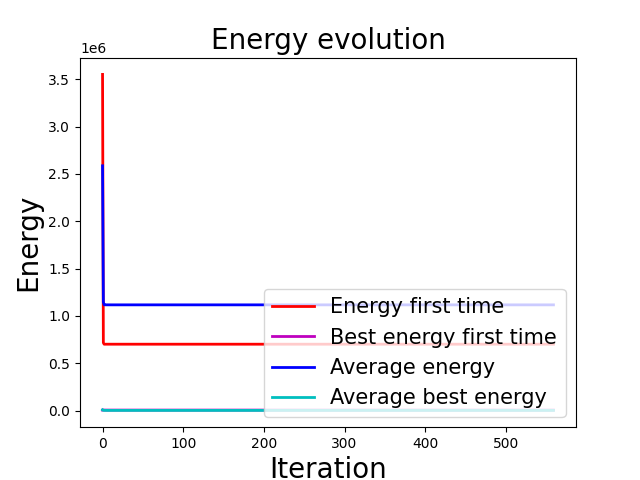 Energy evolution
1e6
3.5
3.0
2.5
2.0
1.5
1.0
0.5
0.0
Energy
Energy first time
Best energy first time
Average energy
Average best energy
0 100 200 300 400 500
Iteration